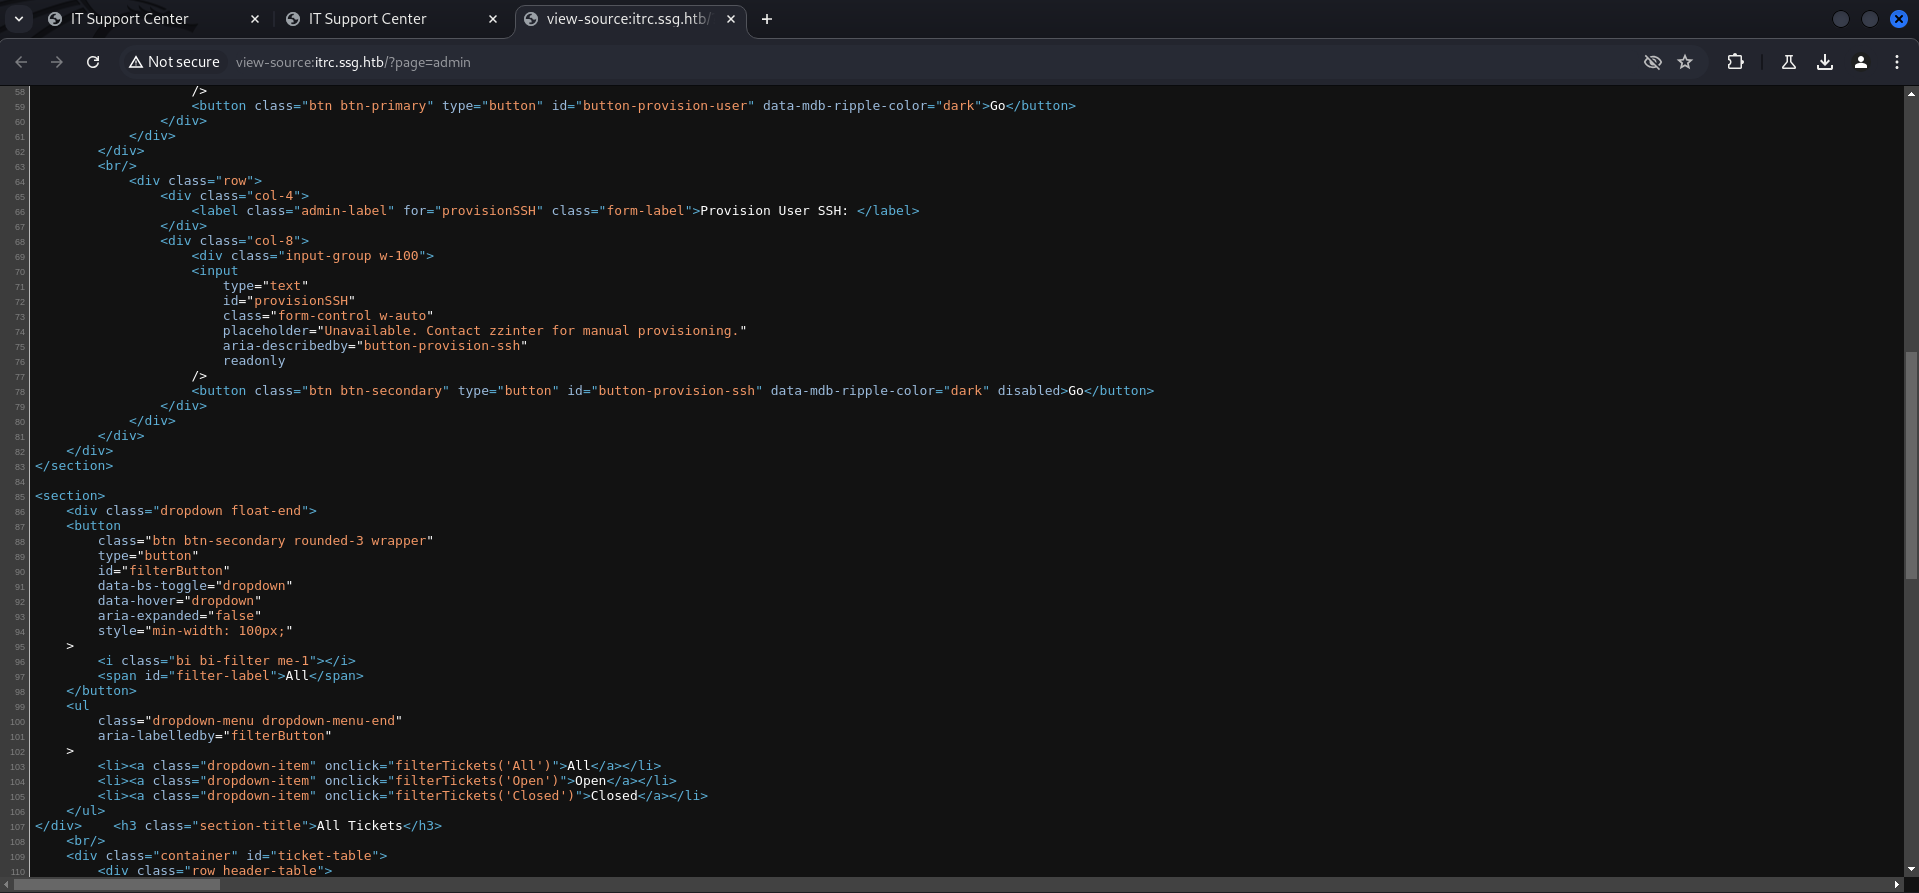 IT Support Center
IT Support Center
view-source:itrc.ssg.htb/
Not secure
view-source:itrc.ssg.htb/?page=admin
58 />
59 <button class="btn btn-primary" type="button" id="button-provision-user" data-mdb-ripple-color="dark">Go</button>
60 </div>
61 </div>
62 </div>
63 <br/>
64 <div class="row">
65 <div class="col-4">
66 <label class="admin-label" for="provisionSSH" class="form-label">Provision User SSH: </label>
67 </div>
68 <div class="col-8">
69 <div class="input-group w-100">
70 <input
71 type="text"
72 id="provisionSSH"
73 class="form-control w-auto"
74 placeholder="Unavailable. Contact zzinter for manual provisioning."
75 aria-describedby="button-provision-ssh"
76 readonly
77 />
78 <button class="btn btn-secondary" type="button" id="button-provision-ssh" data-mdb-ripple-color="dark" disabled>Go</button>
79 </div>
80 </div>
81 </div>
82 </div>
83 </section>
84
85 <section>
86 <div class="dropdown float-end">
87 <button
88 class="btn btn-secondary rounded-3 wrapper"
89 type="button"
90 id="filterButton"
91 data-bs-toggle="dropdown"
92 data-hover="dropdown"
93 aria-expanded="false"
94 style="min-width: 100px;"
95 >
96 <i class="bi bi-filter me-1"></i>
97 <span id="filter-label">All</span>
98 </button>
99 <ul
100 class="dropdown-menu dropdown-menu-end"
101 aria-labelledby="filterButton"
102 >
103 <li><a class="dropdown-item" onclick="filterTickets('All')">All</a></li>
104 <li><a class="dropdown-item" onclick="filterTickets('Open')">Open</a></li>
105 <li><a class="dropdown-item" onclick="filterTickets('Closed')">Closed</a></li>
106 </ul>
107 </div> <h3 class="section-title">All Tickets</h3>
108 <br/>
109 <div class="container" id="ticket-table">
110 <div class="row header-table">